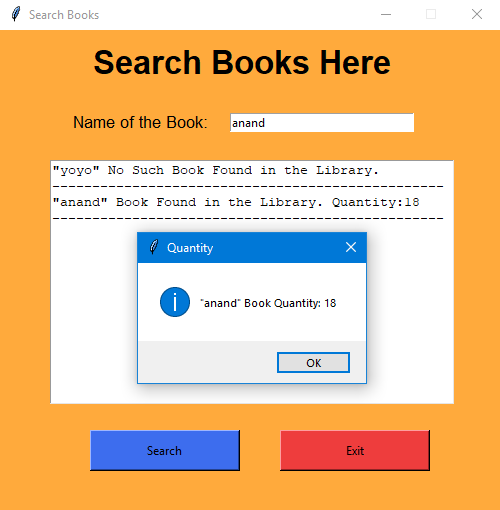 Search Books
Search Books Here
Name of the Book: anand
"yoyo" No Such Book Found in the Library.
------------------------------------------------
"anand" Book Found in the Library. Quantity:18
------------------------------------------------
Quantity
"anand" Book Quantity: 18
OK
Search Exit